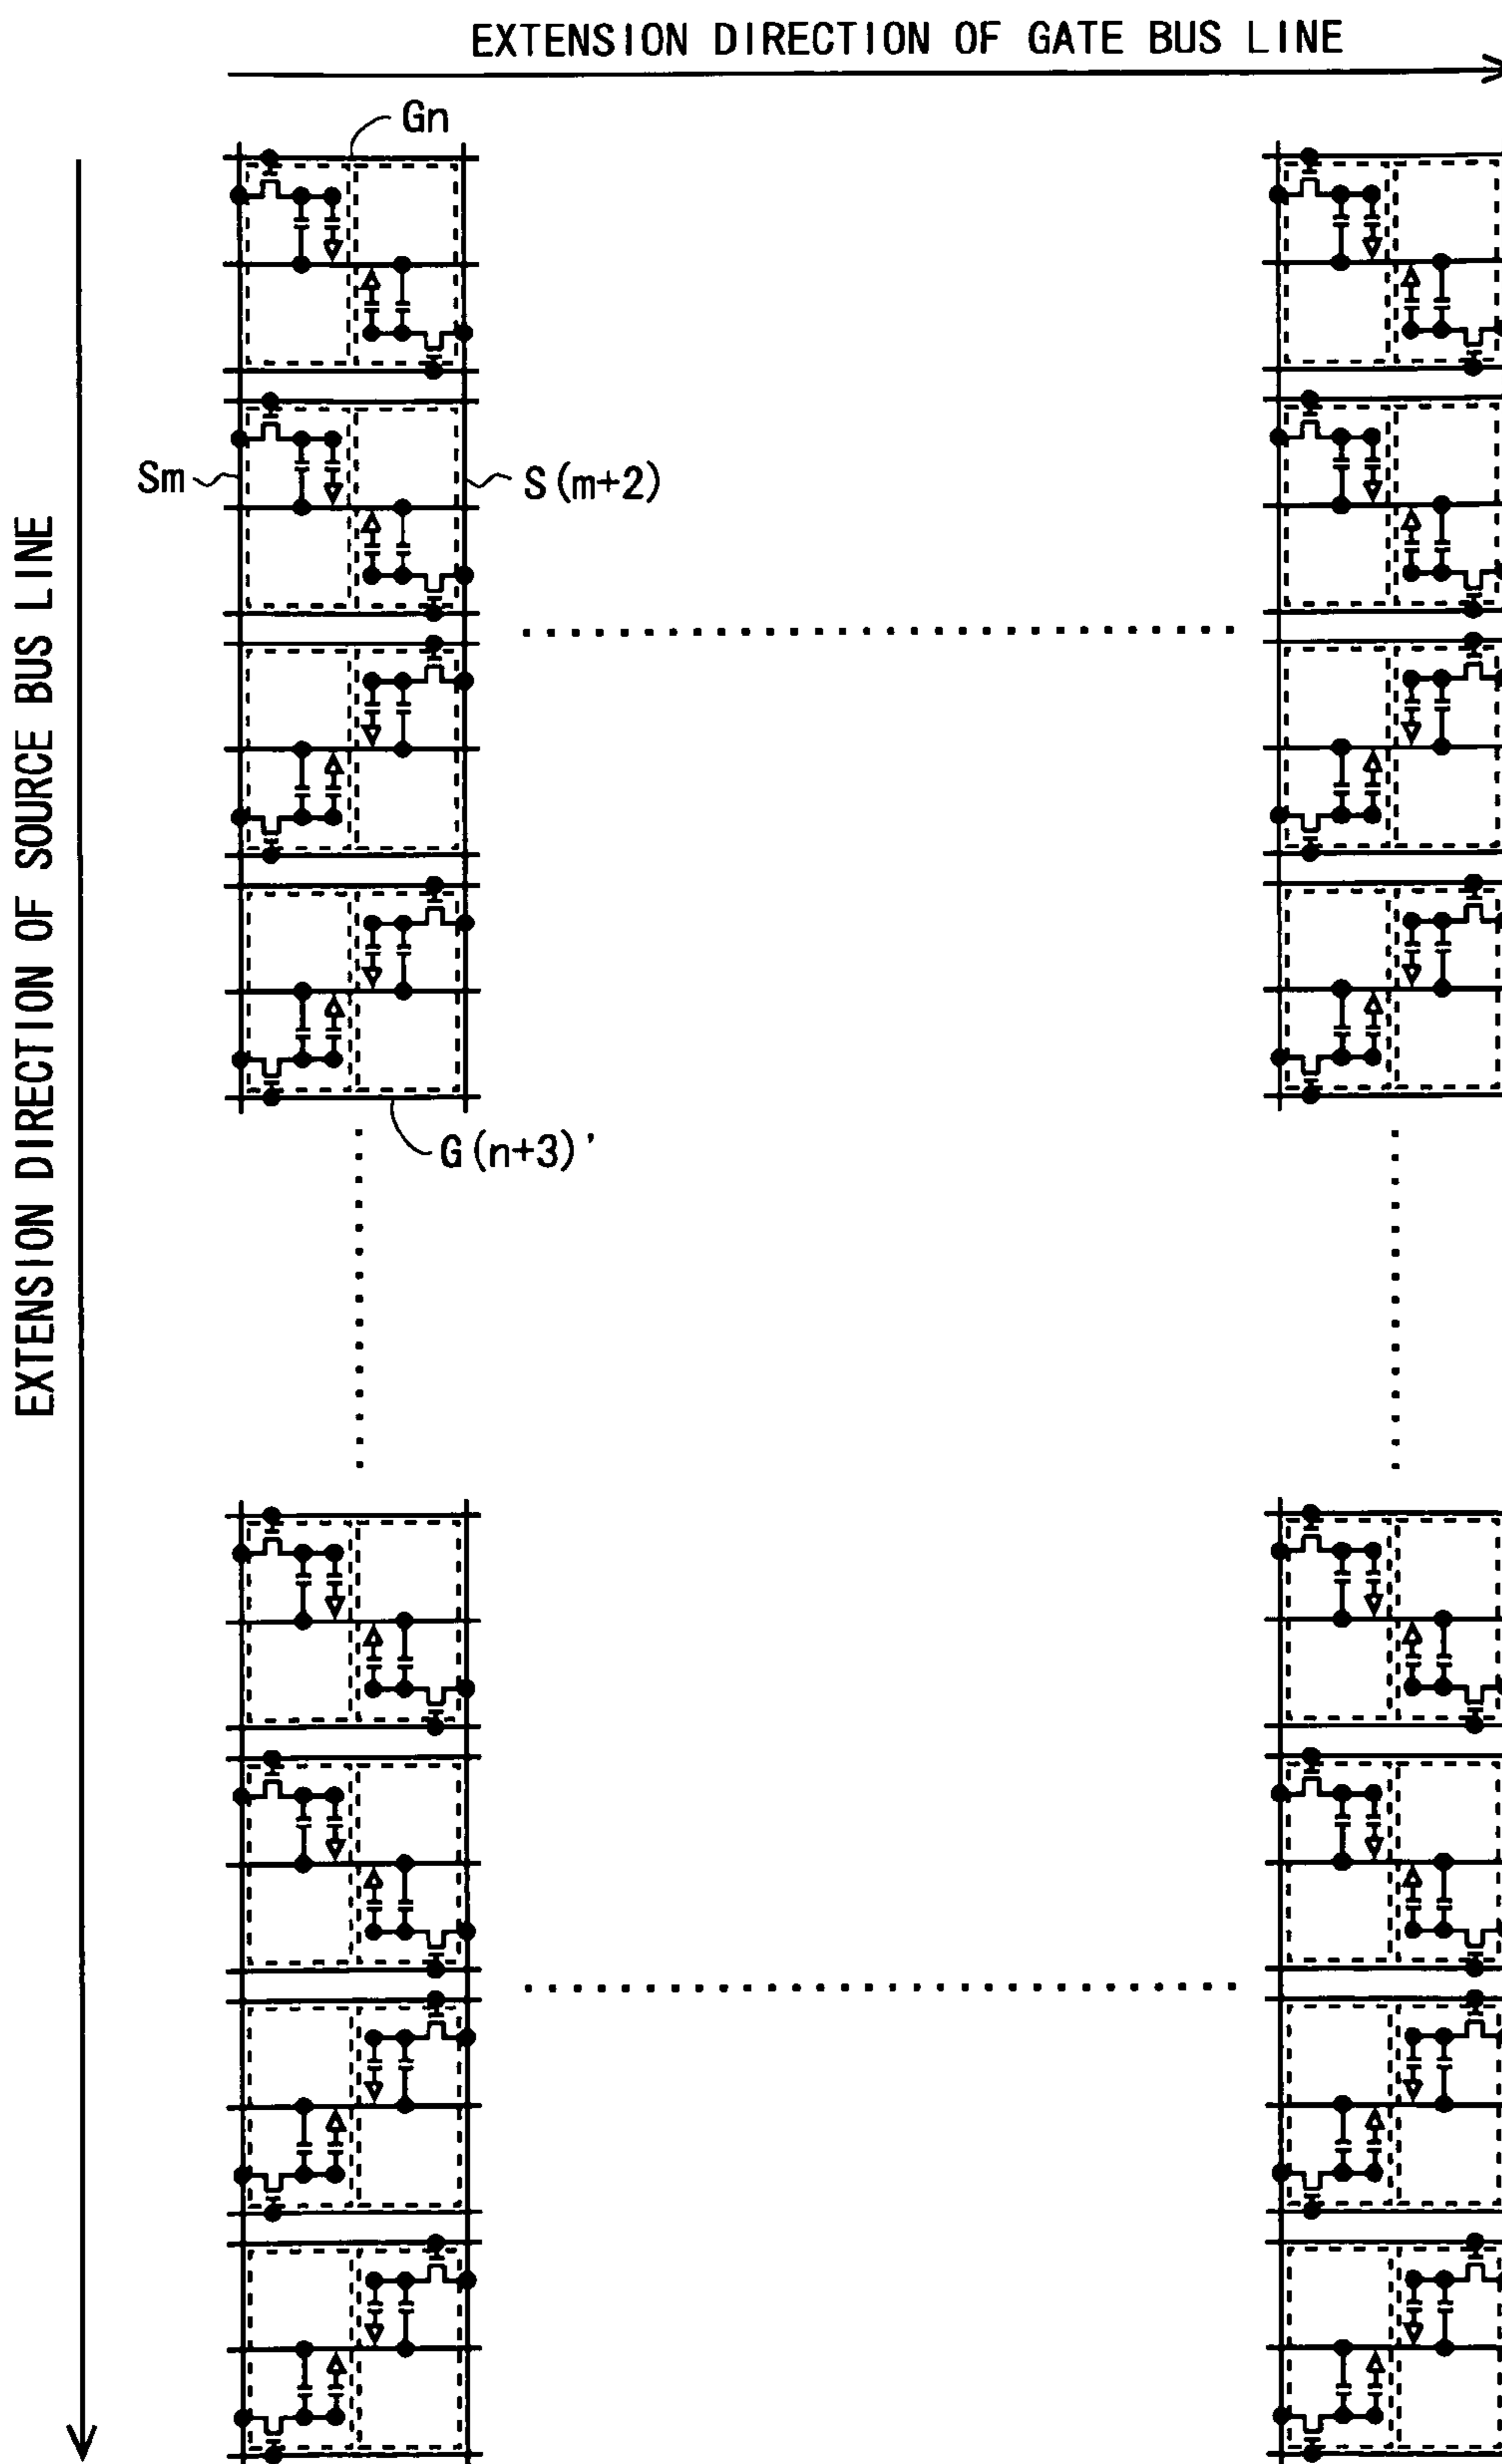 EXTENSION DIRECTION OF GATE BUS LINE
Gn
EXTENSION DIRECTION OF SOURCE BUS LINE
Sm
S(m+2)
G(n+3)'